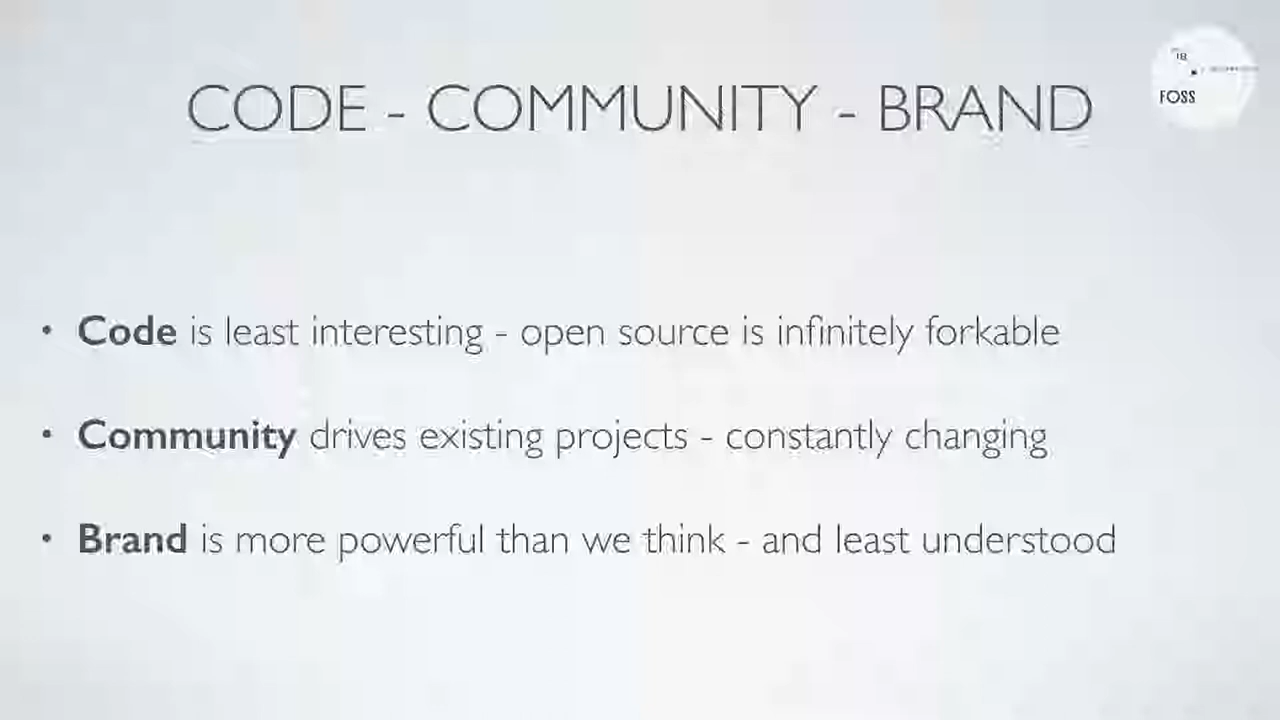 CODE - COMMUNITY - BRAND
18
FOSS
• Code is least interesting - open source is infinitely forkable
• Community drives existing projects - constantly changing
• Brand is more powerful than we think - and least understood